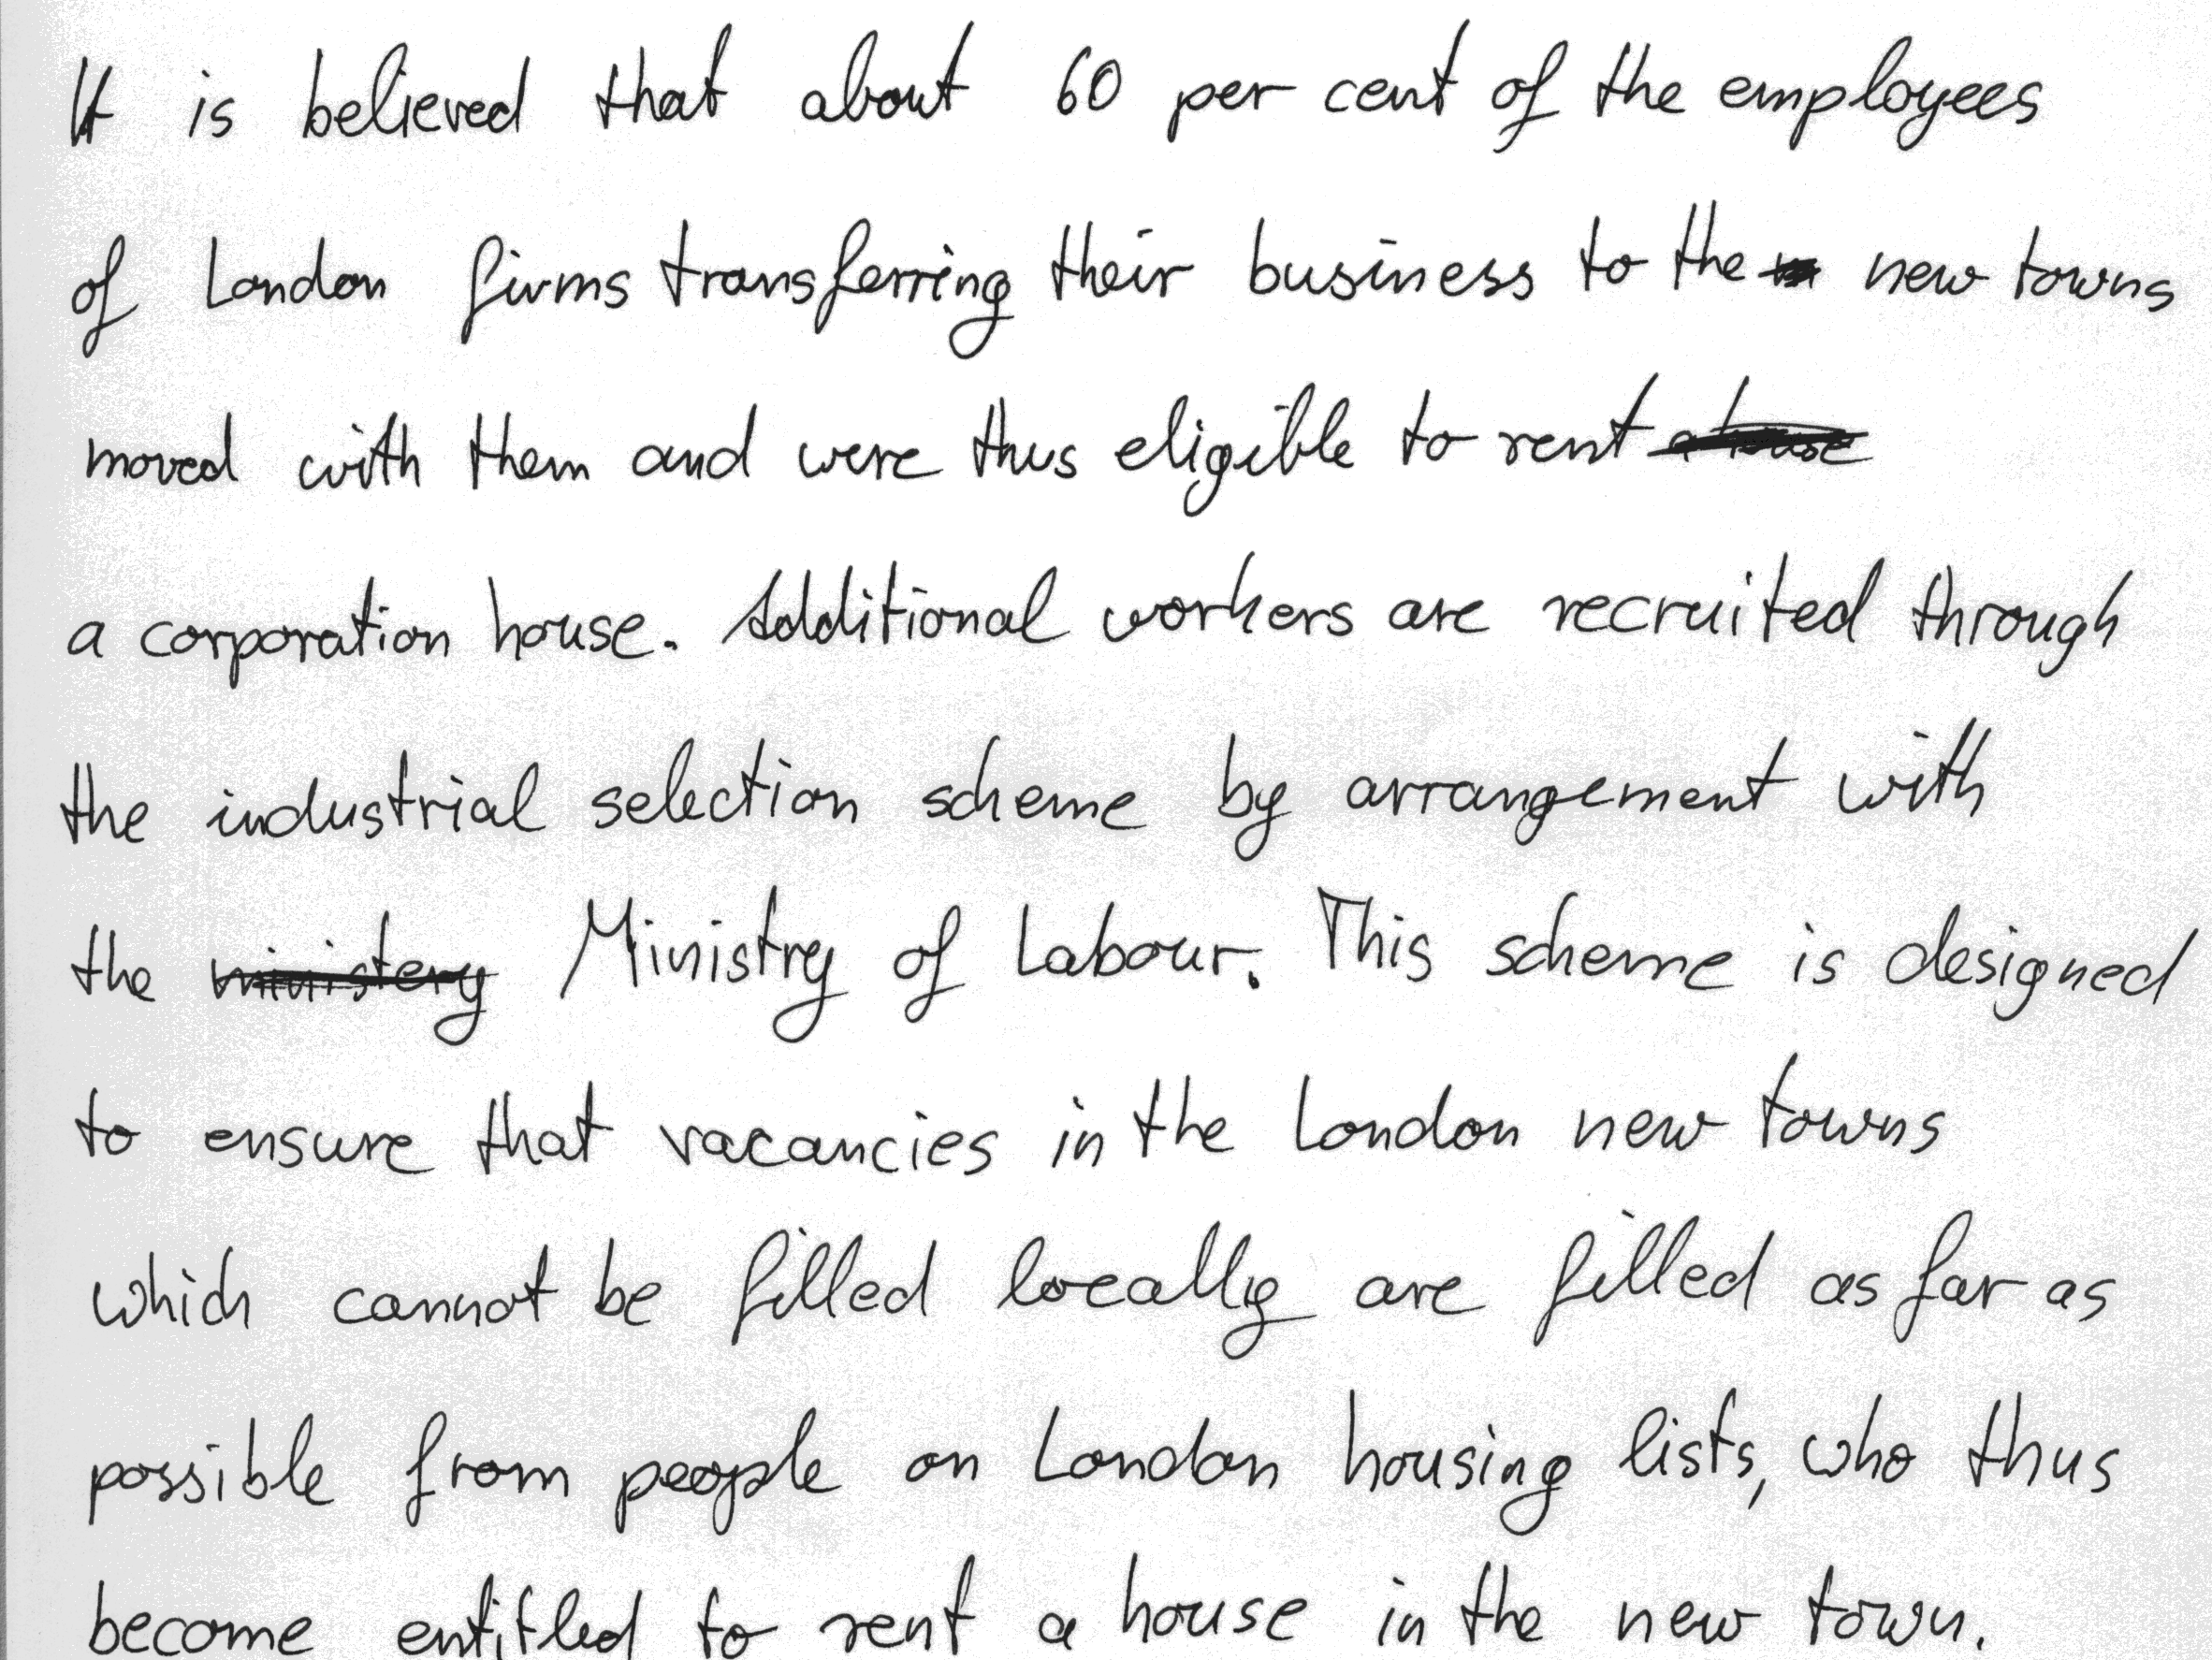 It is believed that about 60 per cent of the employees
of London firms transferring their business to the new towns
moved with them and were thus eligible to rent
a corporation house. Additional workers are recruited through
the industrial selection scheme by arrangement with
the ministery Ministry of Labour. This scheme is designed
to ensure that vacancies in the London new towns
which cannot be filled locally are filled as far as
possible from people on London housing lists, who thus
become entitled to rent a house in the new town.